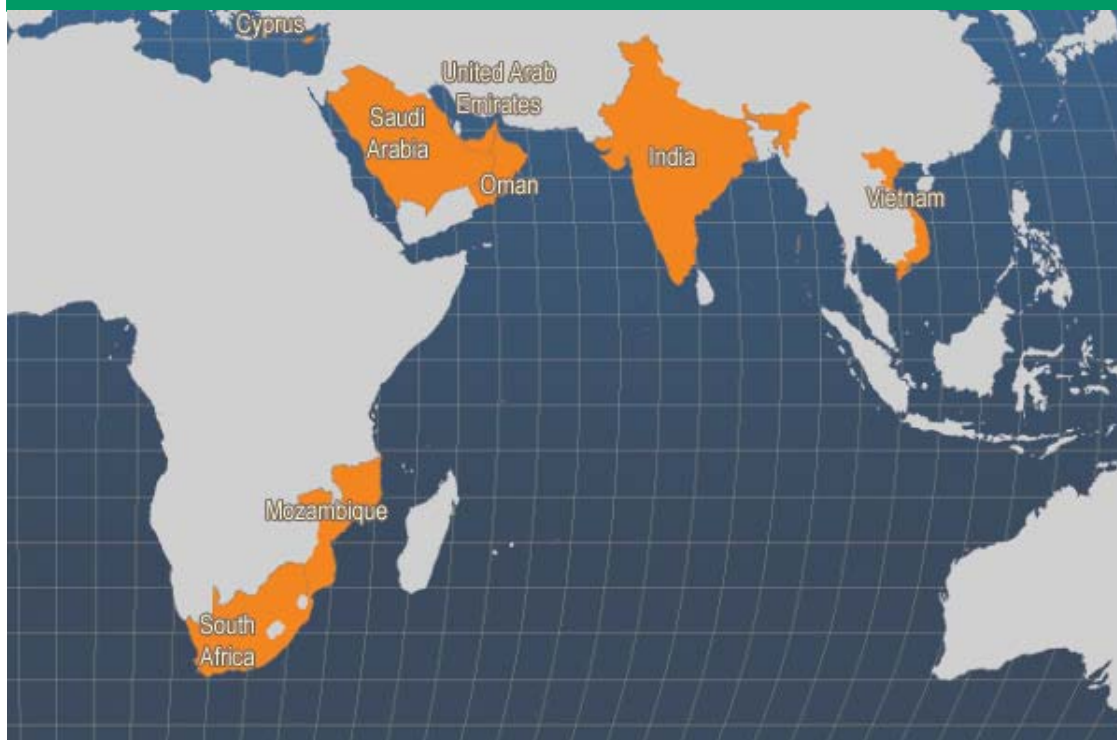 Cyprus
United Arab
Emirates
Saudi
Arabia
Oman
India
Vietnam
Mozambique
South
Africa